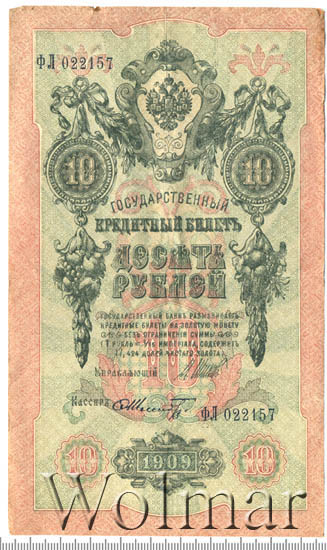 ФЛ 022157
10 10
ГОСУДАРСТВЕННЫЙ
КРЕДИТНЫЙ БИЛЕТЪ
ДЕСЯТЬ
РУБЛЕЙ
ГОСУДАРСТВЕННЫЙ БАНКЪ РАЗМѢНИВАЕТЪ
КРЕДИТНЫЕ БИЛЕТЫ НА ЗОЛОТУЮ МОНЕТУ
БЕЗЪ ОГРАНИЧЕНІЯ СУММЫ
(1 РУБЛЬ = 1/15 ИМПЕРІАЛА, СОДЕРЖИТЪ
17,424 ДОЛЕЙ ЧИСТАГО ЗОЛОТА)
Управляющій
10
Кассиръ
ФЛ 022157
10 1909 10
Wolmar